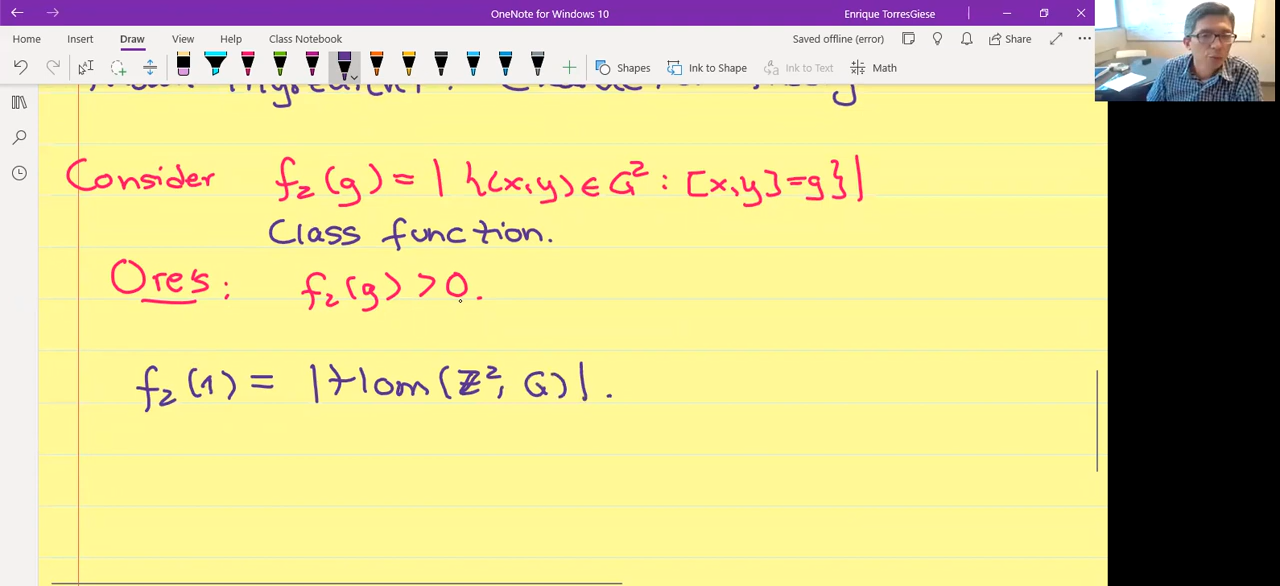 OneNote for Windows 10
Enrique TorresGiese
Home Insert Draw View Help Class Notebook
Saved offline (error) Share
Shapes Ink to Shape Ink to Text Math
Consider f₂(g) = |{(x,y) ∈ G² : [x,y] = g}|
Class function.
Ore's : f₂(g) > 0.
f₂(1) = |Hom(ℤ², G)|.